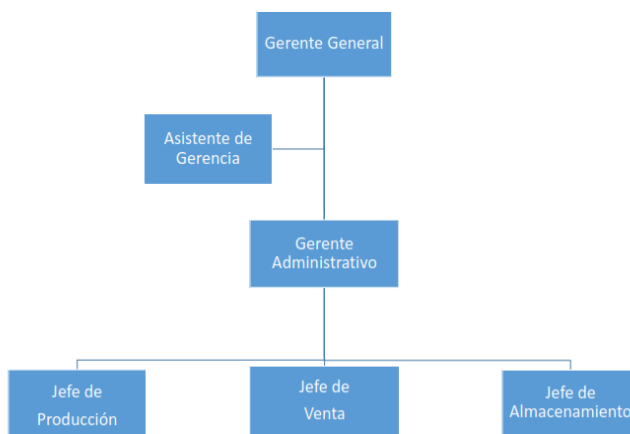 Gerente General
Asistente de
Gerencia
Gerente
Administrativo
Jefe de
Producción
Jefe de
Venta
Jefe de
Almacenamiento